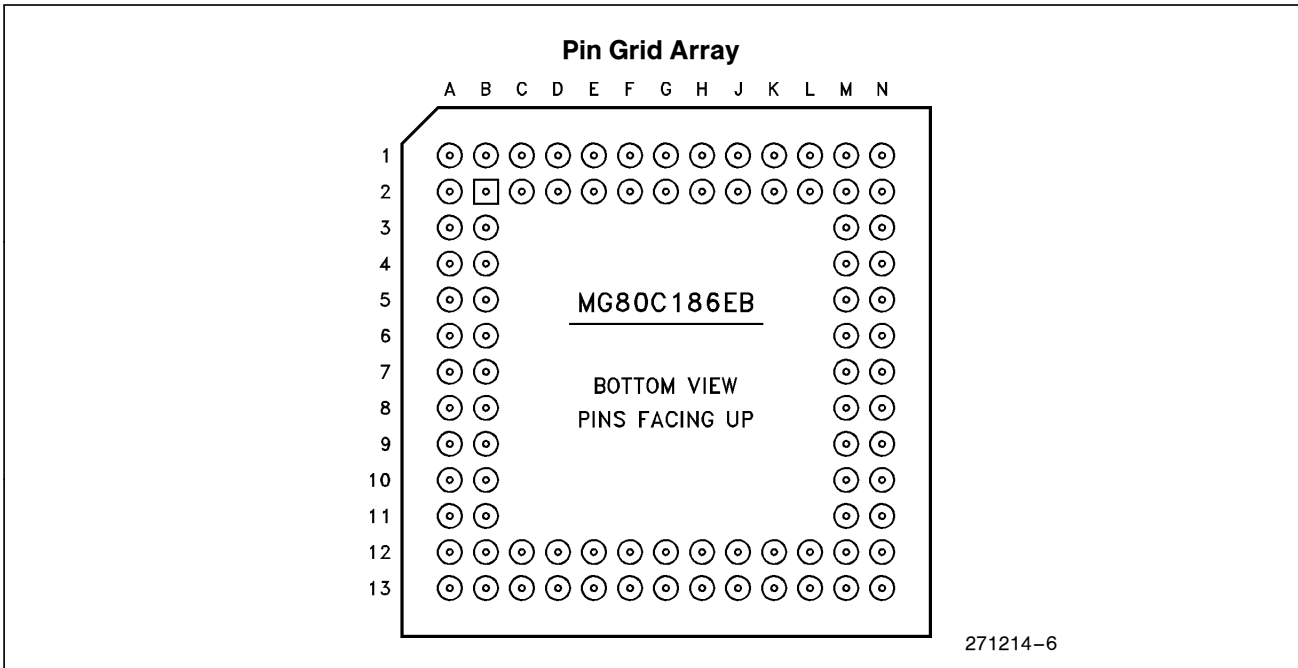 Pin Grid Array
A B C D E F G H J K L M N
1
2
3
4
5
MG80C186EB
6
7
BOTTOM VIEW
8
PINS FACING UP
9
10
11
12
13
271214–6